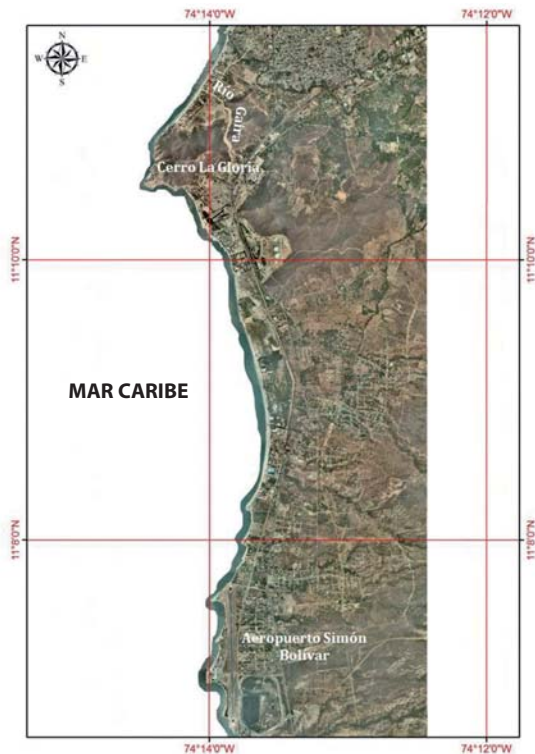 74°14'0"W
74°12'0"W
N
W
E
S
Río
Gaira
Cerro La Gloria
11°10'0"N
11°10'0"N
MAR CARIBE
11°8'0"N
11°8'0"N
Aeropuerto Simón
Bolívar
74°14'0"W
74°12'0"W